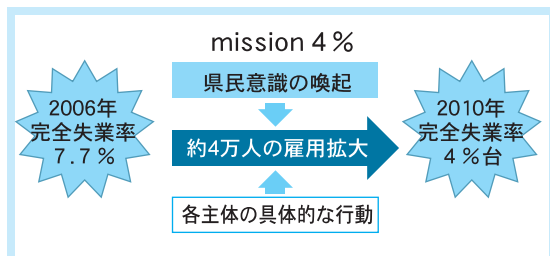 mission４％
県民意識の喚起
2006年
完全失業率
７.７％
約4万人の雇用拡大
2010年
完全失業率
４％台
各主体の具体的な行動